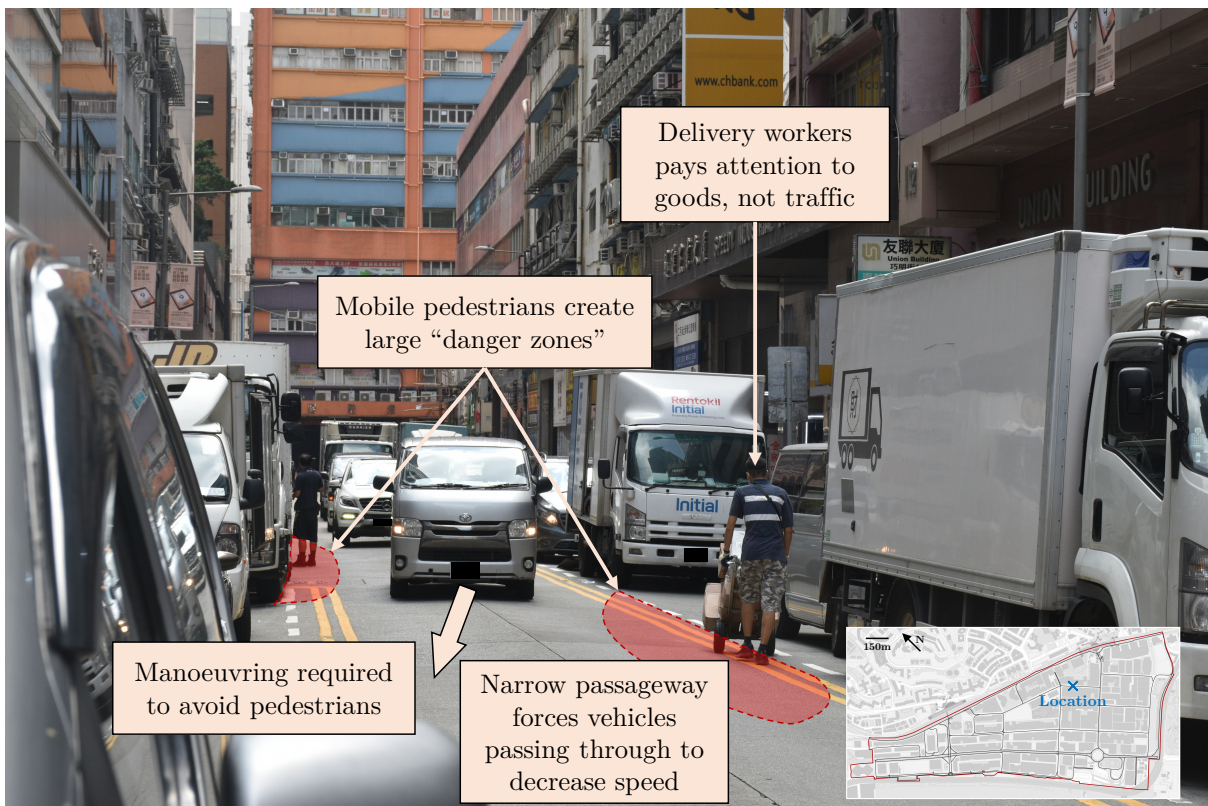 www.chbank.com
Delivery workers
pays attention to
goods, not traffic
UNION BUILDING
UNION BUILDING
友聯大廈
Union Building
Mobile pedestrians create
large “danger zones”
Rentokil
Initial
Initial
Manoeuvring required
to avoid pedestrians
Narrow passageway
forces vehicles
passing through to
decrease speed
150m
N
Location